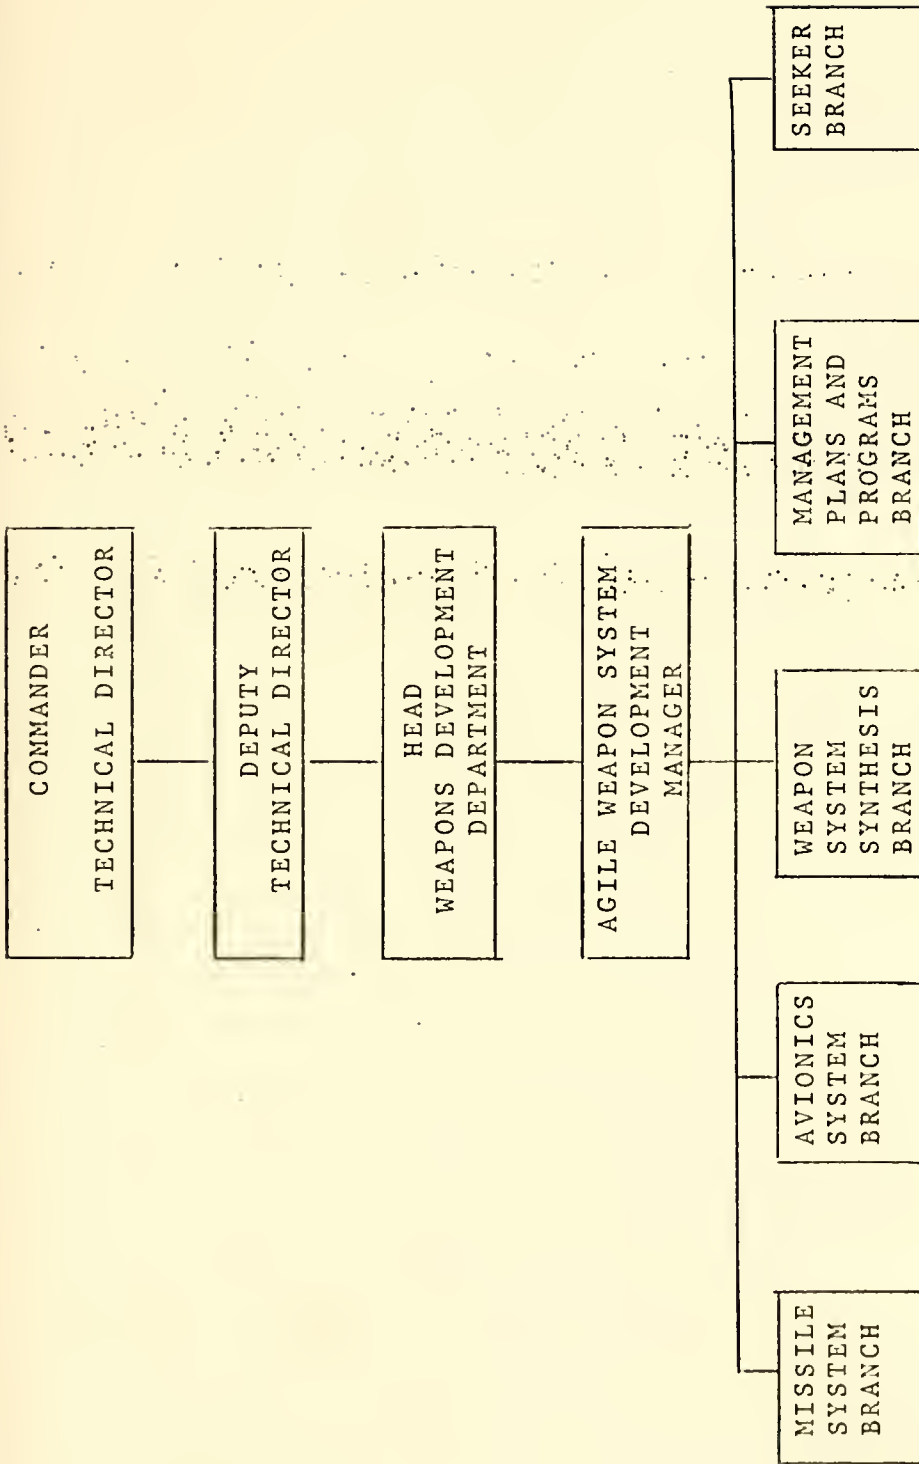 COMMANDER
TECHNICAL DIRECTOR
DEPUTY
TECHNICAL DIRECTOR
HEAD
WEAPONS DEVELOPMENT
DEPARTMENT
AGILE WEAPON SYSTEM
DEVELOPMENT
MANAGER
MISSILE
SYSTEM
BRANCH
AVIONICS
SYSTEM
BRANCH
WEAPON
SYSTEM
SYNTHESIS
BRANCH
MANAGEMENT
PLANS AND
PROGRAMS
BRANCH
SEEKER
BRANCH